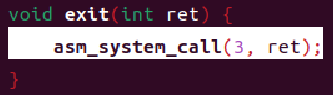 void exit(int ret) {
    asm_system_call(3, ret);
}